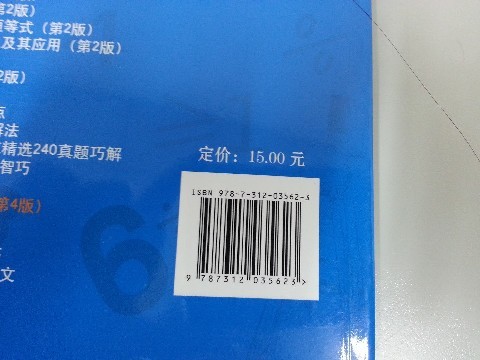 第2版）
等式（第2版）
及其应用（第2版）
2版）
点
解法
精选240真题巧解
智巧
第4版）
文
定价：15.00 元
ISBN 978-7-312-03562-3
9 787312 035623 >